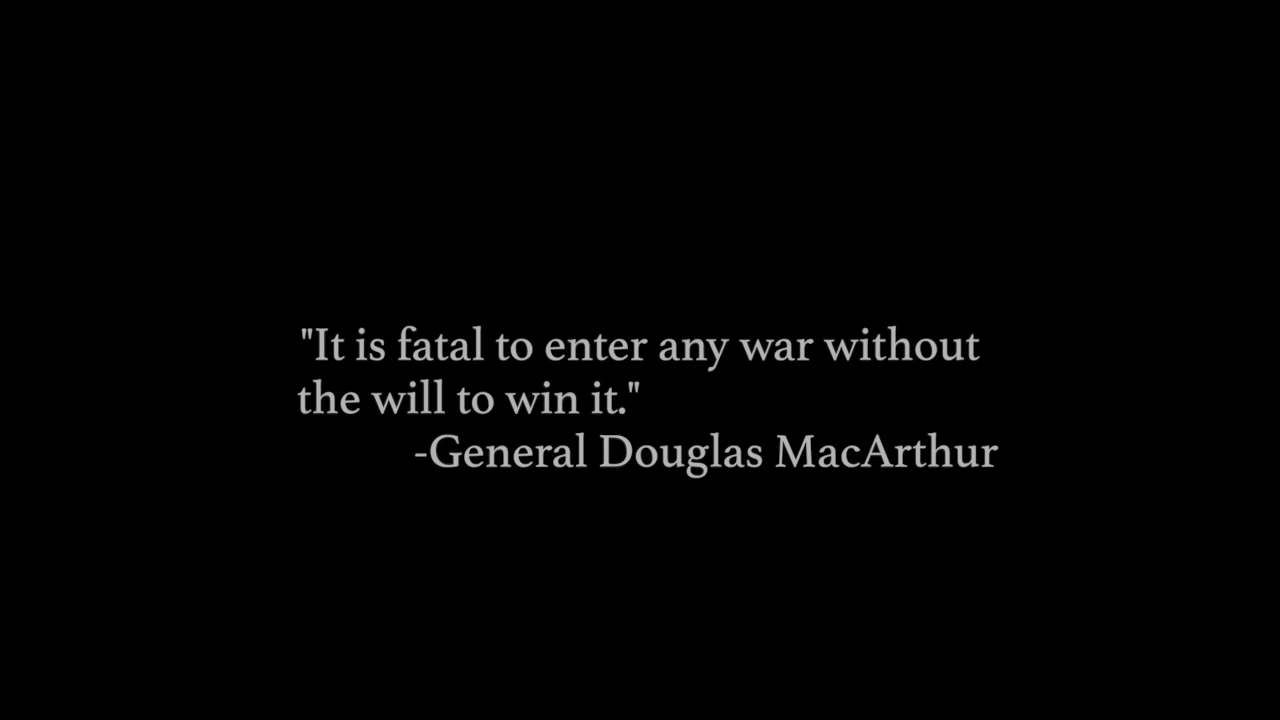 "It is fatal to enter any war without
the will to win it."
-General Douglas MacArthur